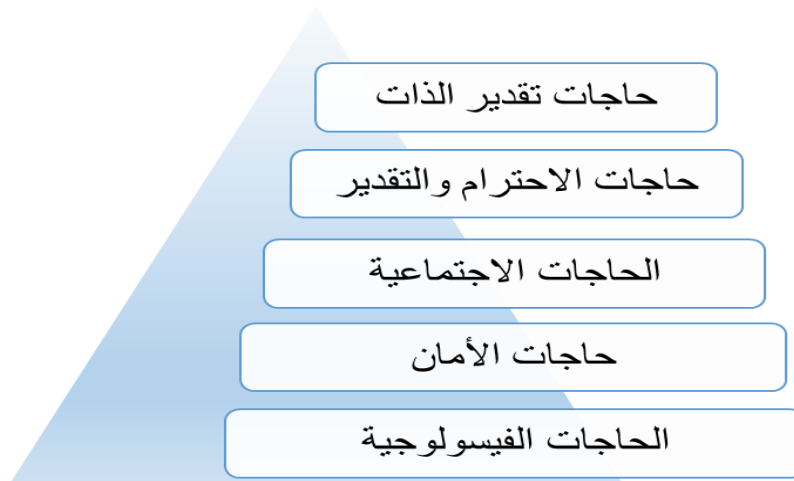 حاجات تقدير الذات
حاجات الاحترام والتقدير
الحاجات الاجتماعية
حاجات الأمان
الحاجات الفيسولوجية